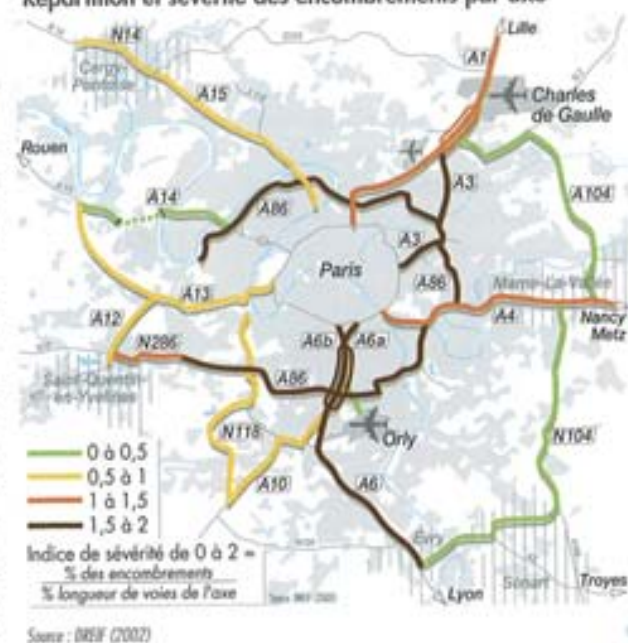 Répartition et sévérité des encombrements par axe
Lille
N14
A1
Cergy-
Pontoise
A15
Charles
de Gaulle
Rouen
A14
A86
A3
A104
A3
Paris
A86
Marne-La-Vallée
A13
A4
Nancy
Metz
A12
N286
A6b
A6a
A86
Saint-Quentin-
en-Yvelines
N118
Orly
N104
A10
A6
0 à 0,5
0,5 à 1
1 à 1,5
1,5 à 2
Évry
Sénart
Troyes
Lyon
Indice de sévérité de 0 à 2 =
% des encombrements
% longueur de voies de l'axe
Source : DREIF (2002)